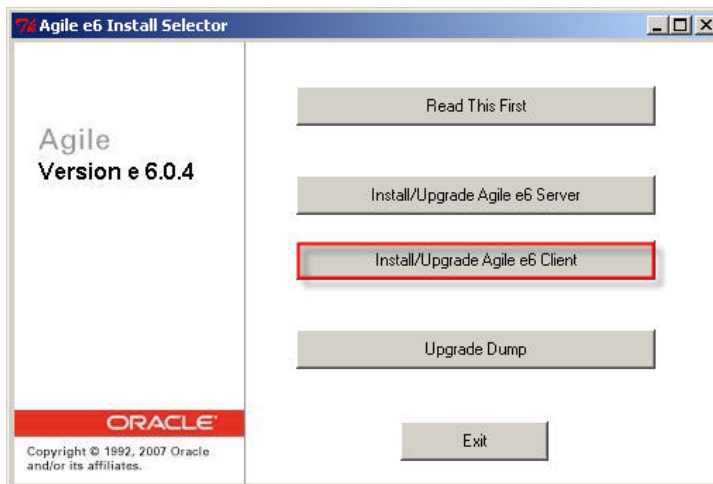 Agile e6 Install Selector
Agile
Version e 6.0.4
Read This First
Install/Upgrade Agile e6 Server
Install/Upgrade Agile e6 Client
Upgrade Dump
Exit
ORACLE
Copyright © 1992, 2007 Oracle
and/or its affiliates.